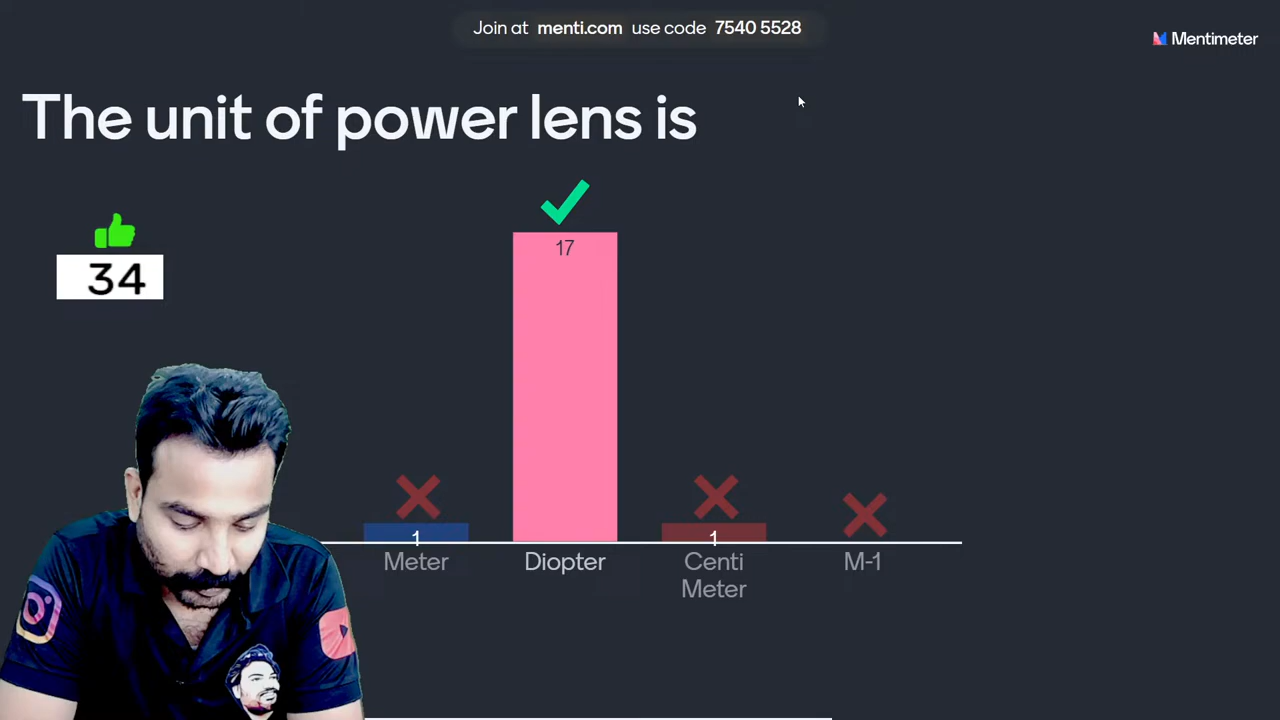 Join at menti.com use code 7540 5528
Mentimeter
The unit of power lens is
34
17
1
1
Meter
Diopter
Centi
Meter
M-1